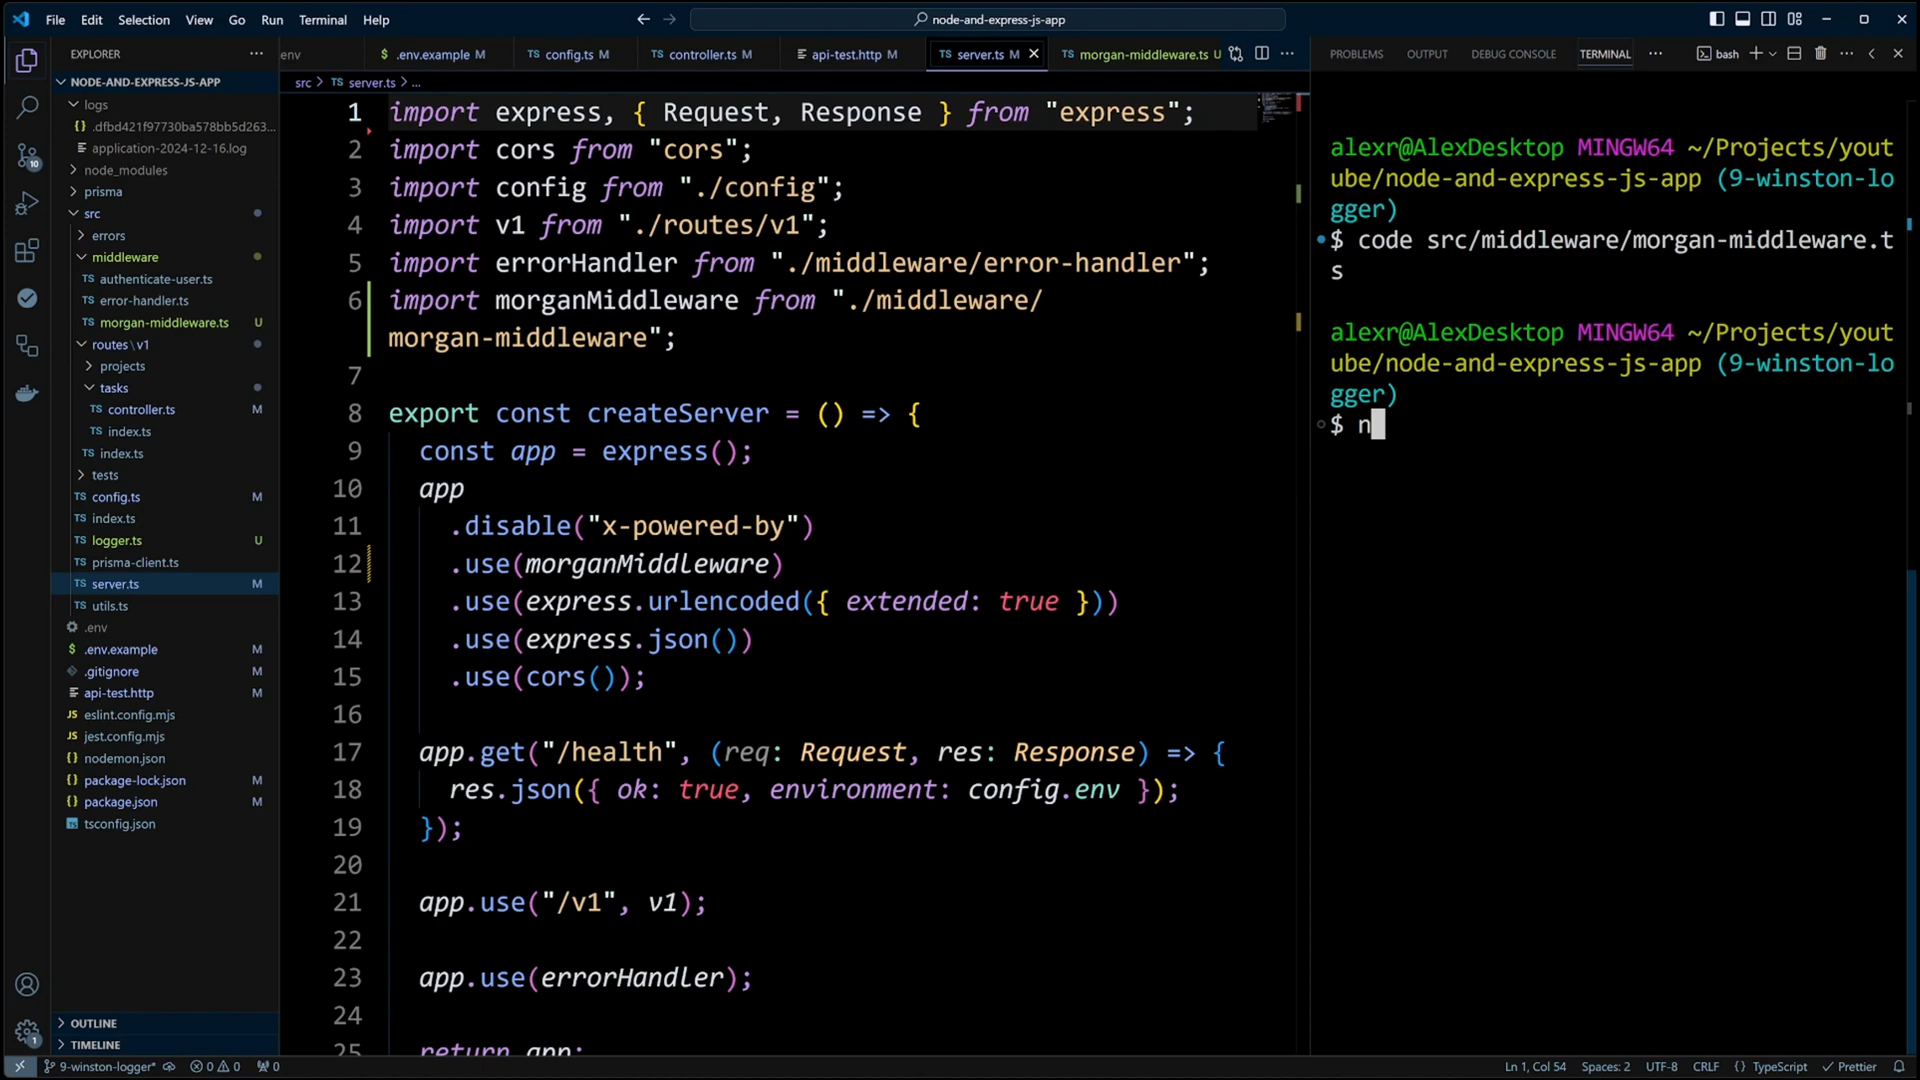 File Edit Selection View Go Run Terminal Help
node-and-express-js-app
EXPLORER
NODE-AND-EXPRESS-JS-APP
logs
.dfbd421f97730ba578bb5d263...
application-2024-12-16.log
node_modules
prisma
src
errors
middleware
authenticate-user.ts
error-handler.ts
morgan-middleware.ts U
routes\v1
projects
tasks
controller.ts M
index.ts
index.ts
tests
config.ts M
index.ts
logger.ts U
prisma-client.ts
server.ts M
utils.ts
.env
.env.example M
.gitignore M
api-test.http M
eslint.config.mjs
jest.config.mjs
nodemon.json
package-lock.json M
package.json M
tsconfig.json
OUTLINE
TIMELINE
env .env.example M config.ts M controller.ts M api-test.http M server.ts M morgan-middleware.ts U
src > server.ts > ...
1 import express, { Request, Response } from "express";
2 import cors from "cors";
3 import config from "./config";
4 import v1 from "./routes/v1";
5 import errorHandler from "./middleware/error-handler";
6 import morganMiddleware from "./middleware/
morgan-middleware";
7
8 export const createServer = () => {
9 const app = express();
10 app
11 .disable("x-powered-by")
12 .use(morganMiddleware)
13 .use(express.urlencoded({ extended: true }))
14 .use(express.json())
15 .use(cors());
16
17 app.get("/health", (req: Request, res: Response) => {
18 res.json({ ok: true, environment: config.env });
19 });
20
21 app.use("/v1", v1);
22
23 app.use(errorHandler);
24
25 return app;
PROBLEMS OUTPUT DEBUG CONSOLE TERMINAL bash
alexr@AlexDesktop MINGW64 ~/Projects/yout
ube/node-and-express-js-app (9-winston-lo
gger)
$ code src/middleware/morgan-middleware.t
s
alexr@AlexDesktop MINGW64 ~/Projects/yout
ube/node-and-express-js-app (9-winston-lo
gger)
$ n
9-winston-logger* 0 0 0
Ln 1, Col 54 Spaces: 2 UTF-8 CRLF {} TypeScript Prettier